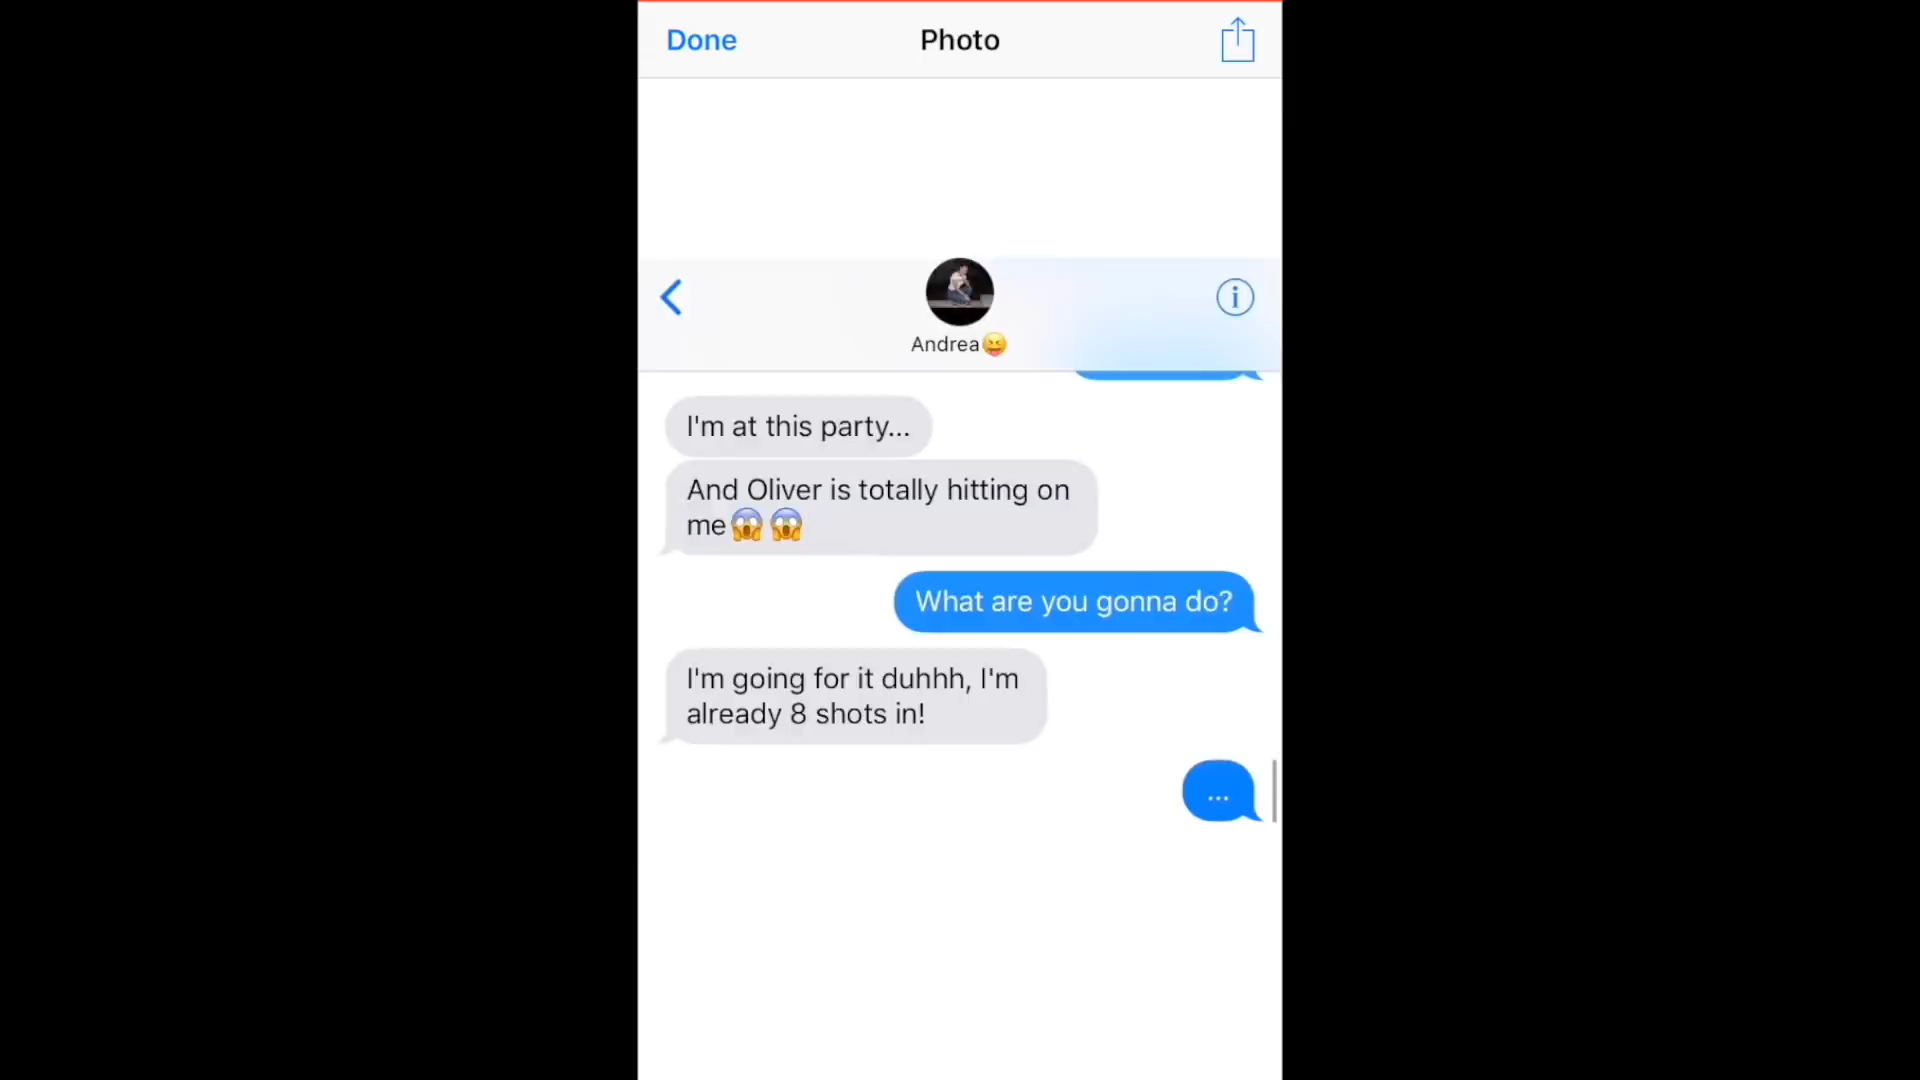 Done
Photo
Andrea😝
I'm at this party...
And Oliver is totally hitting on
me😱😱
What are you gonna do?
I'm going for it duhhh, I'm
already 8 shots in!
...